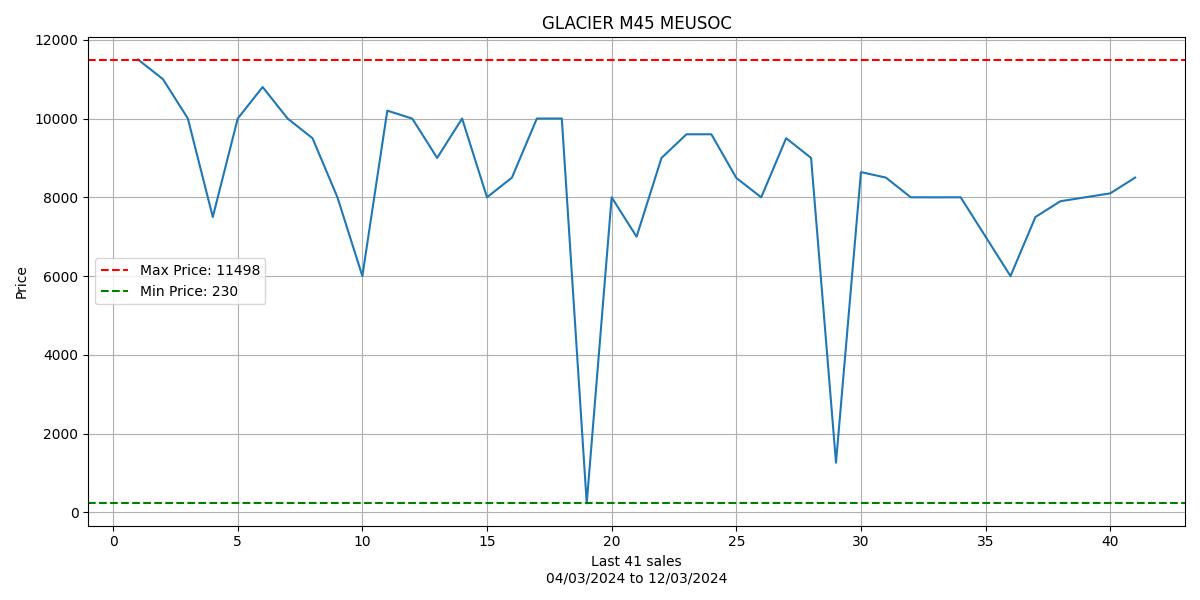 GLACIER M45 MEUSOC
12000
10000
8000
6000
4000
2000
0
Price
Max Price: 11498
Min Price: 230
0 5 10 15 20 25 30 35 40
Last 41 sales
04/03/2024 to 12/03/2024